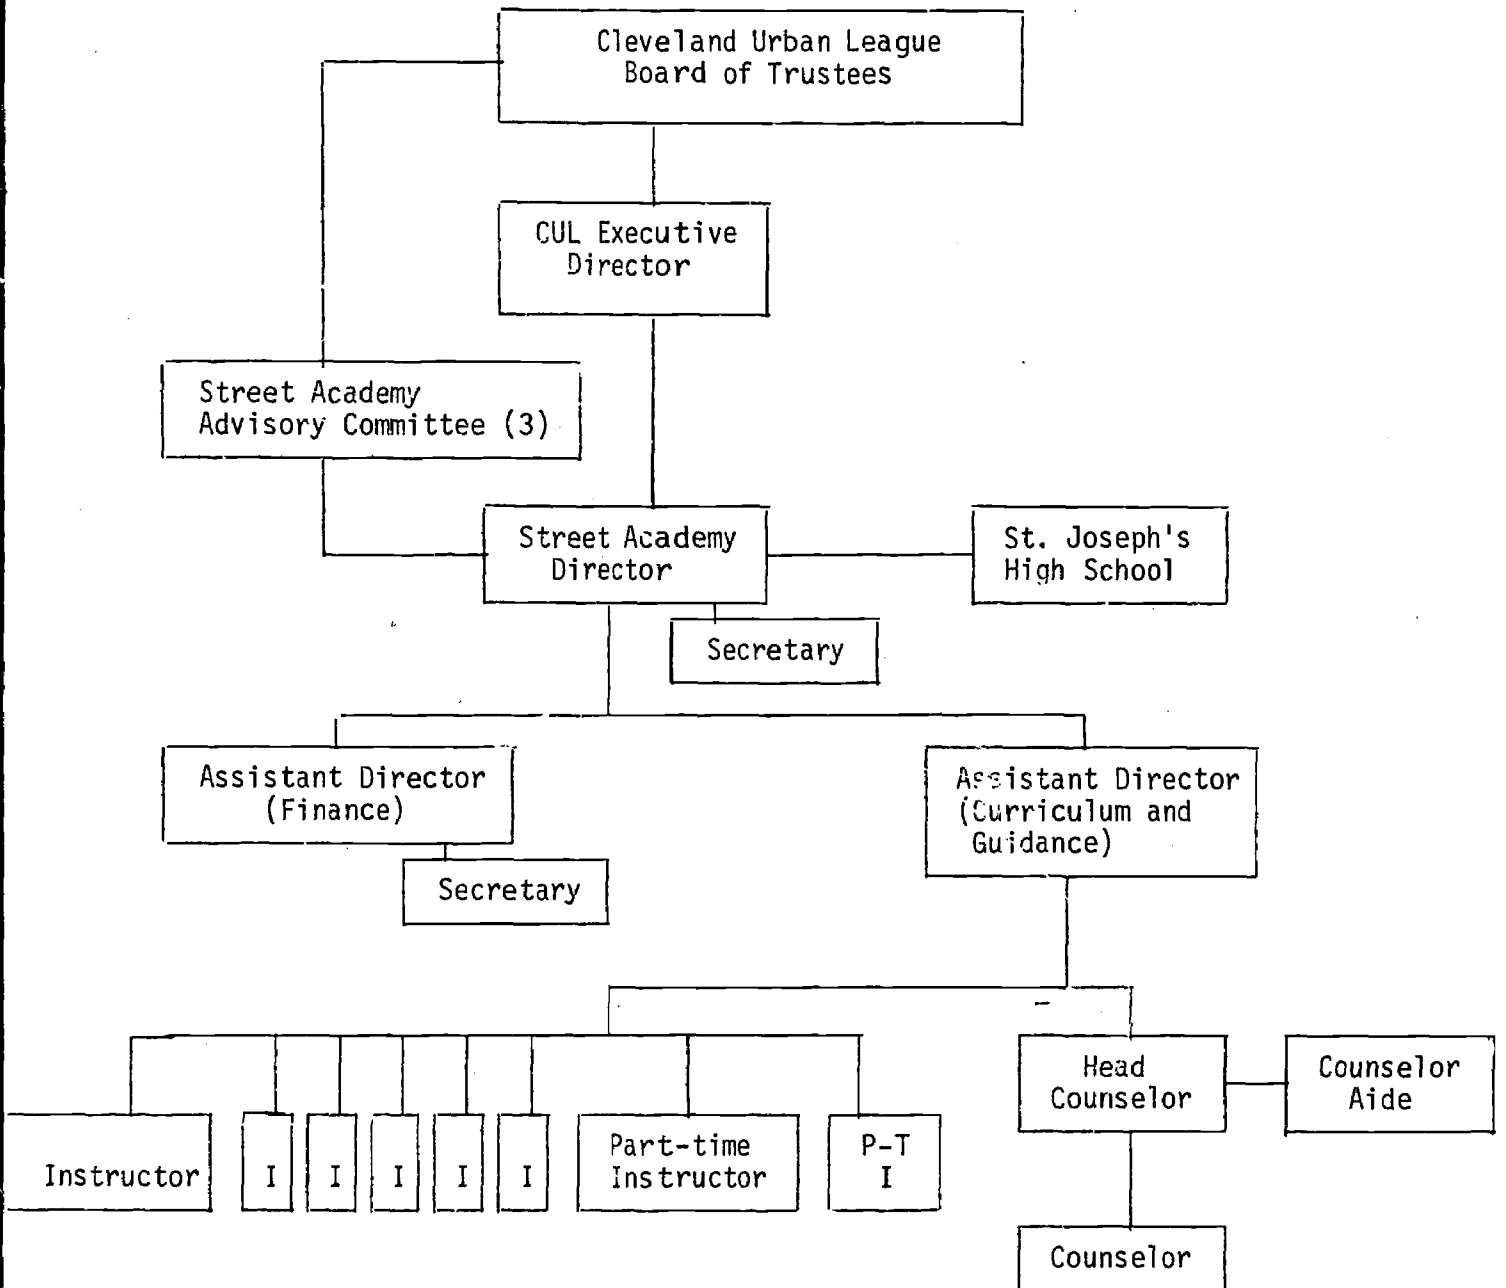 Cleveland Urban League
Board of Trustees
CUL Executive
Director
Street Academy
Advisory Committee (3)
Street Academy
Director
St. Joseph's
High School
Secretary
Assistant Director
(Finance)
Assistant Director
(Curriculum and
Guidance)
Secretary
Head
Counselor
Counselor
Aide
Instructor
I
I
I
I
I
Part-time
Instructor
P-T
I
Counselor